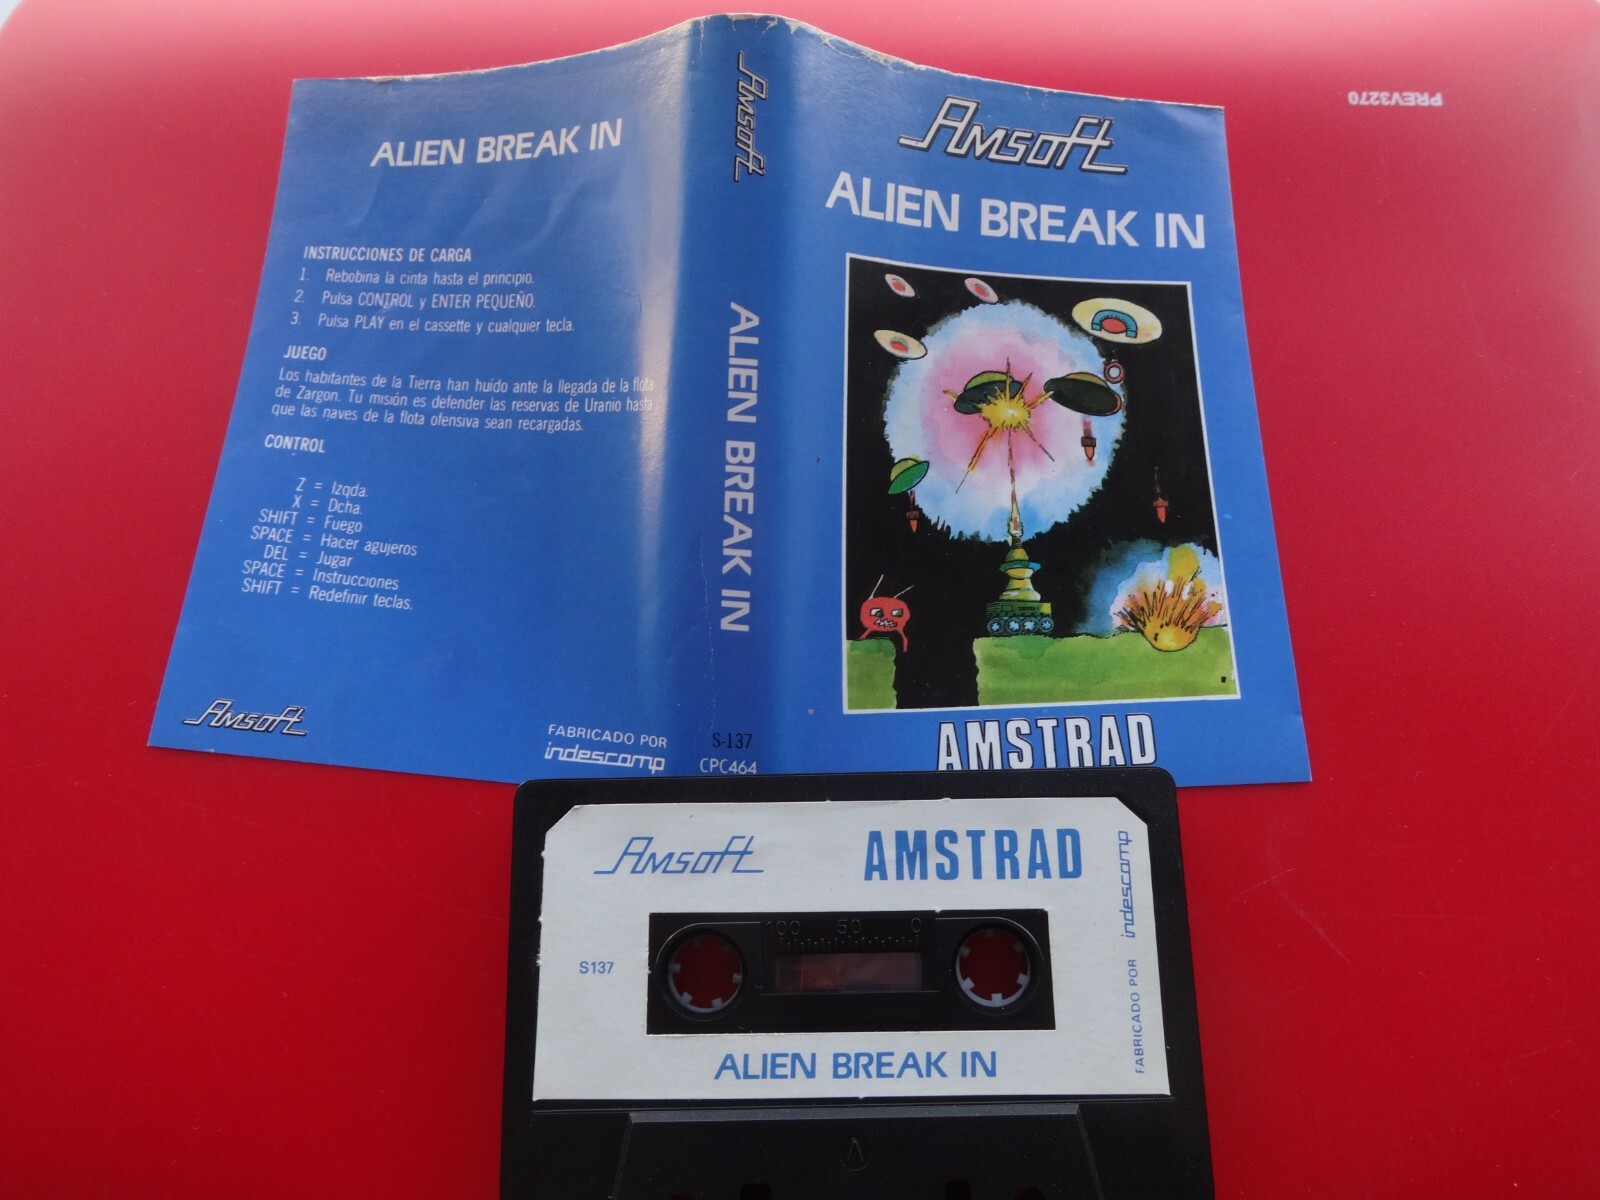 ALIEN BREAK IN
INSTRUCCIONES DE CARGA
1. Rebobina la cinta hasta el principio.
2. Pulsa CONTROL y ENTER PEQUEÑO.
3. Pulsa PLAY en el cassette y cualquier tecla.
JUEGO
Los habitantes de la Tierra han huído ante la llegada de la flota
de Zargon. Tu misión es defender las reservas de Uranio hasta
que las naves de la flota ofensiva sean recargadas.
CONTROL
Z = Izqda.
X = Dcha.
SHIFT = Fuego
SPACE = Hacer agujeros
DEL = Jugar
SPACE = Instrucciones
SHIFT = Redefinir teclas.
Amsoft
FABRICADO POR
indescomp
Amsoft
ALIEN BREAK IN
S-137
CPC464
Amsoft
ALIEN BREAK IN
AMSTRAD
PREV3270
Amsoft AMSTRAD
100 50 0
S137
ALIEN BREAK IN
FABRICADO POR indescomp